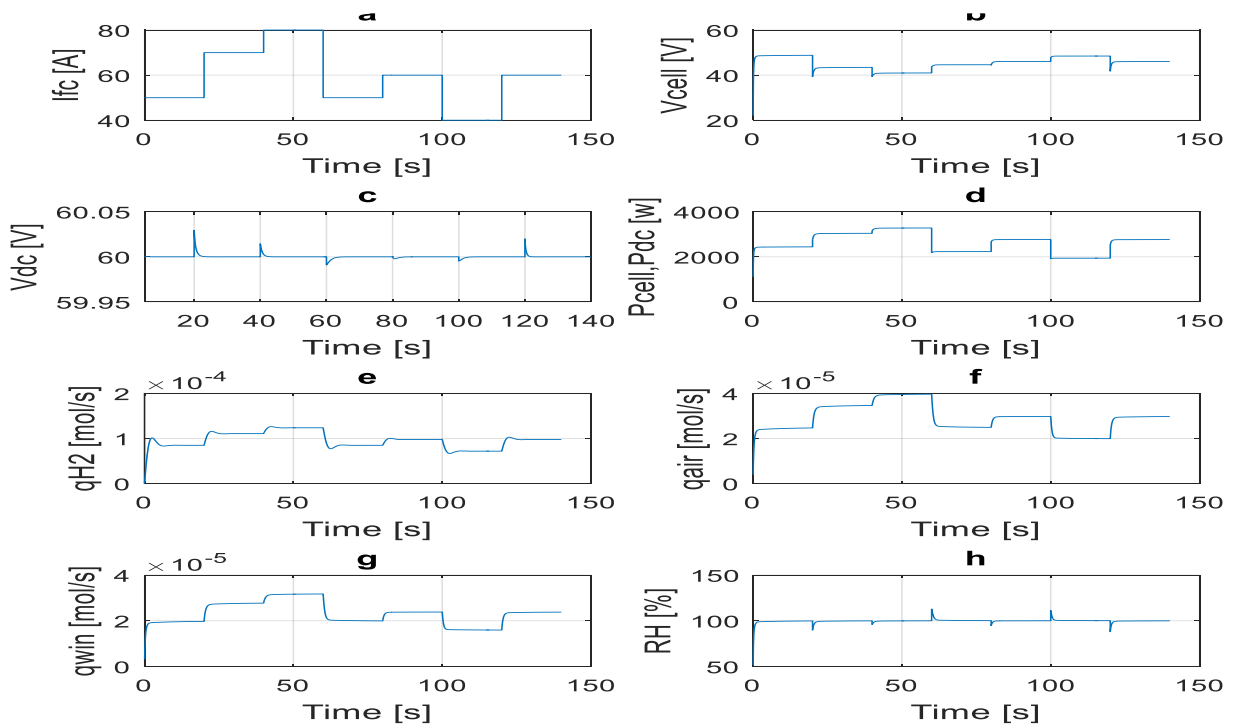 a
80
60
40
Ifc [A]
0
50
100
150
Time [s]
b
60
40
20
Vcell [V]
0
50
100
150
Time [s]
c
60.05
60
59.95
Vdc [V]
20
40
60
80
100
120
140
Time [s]
d
4000
2000
0
Pcell,Pdc [w]
0
50
100
150
Time [s]
e
× 10-4
2
1
0
qH2 [mol/s]
0
50
100
150
Time [s]
f
× 10-5
4
2
0
qair [mol/s]
0
50
100
150
Time [s]
g
× 10-5
4
2
0
qwin [mol/s]
0
50
100
150
Time [s]
h
150
100
50
RH [%]
0
50
100
150
Time [s]